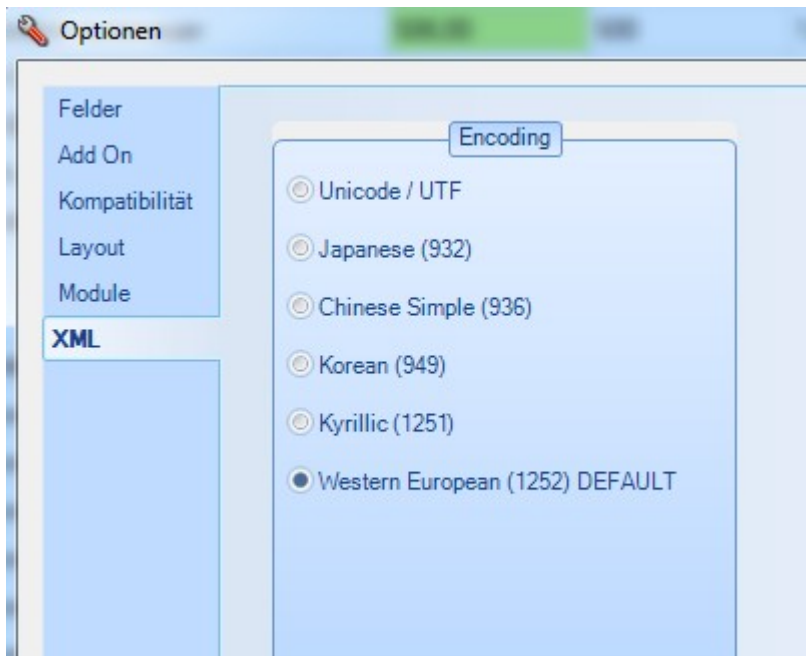 Optionen
Felder
Add On
Kompatibilität
Layout
Module
XML
Encoding
Unicode / UTF
Japanese (932)
Chinese Simple (936)
Korean (949)
Kyrillic (1251)
Western European (1252) DEFAULT